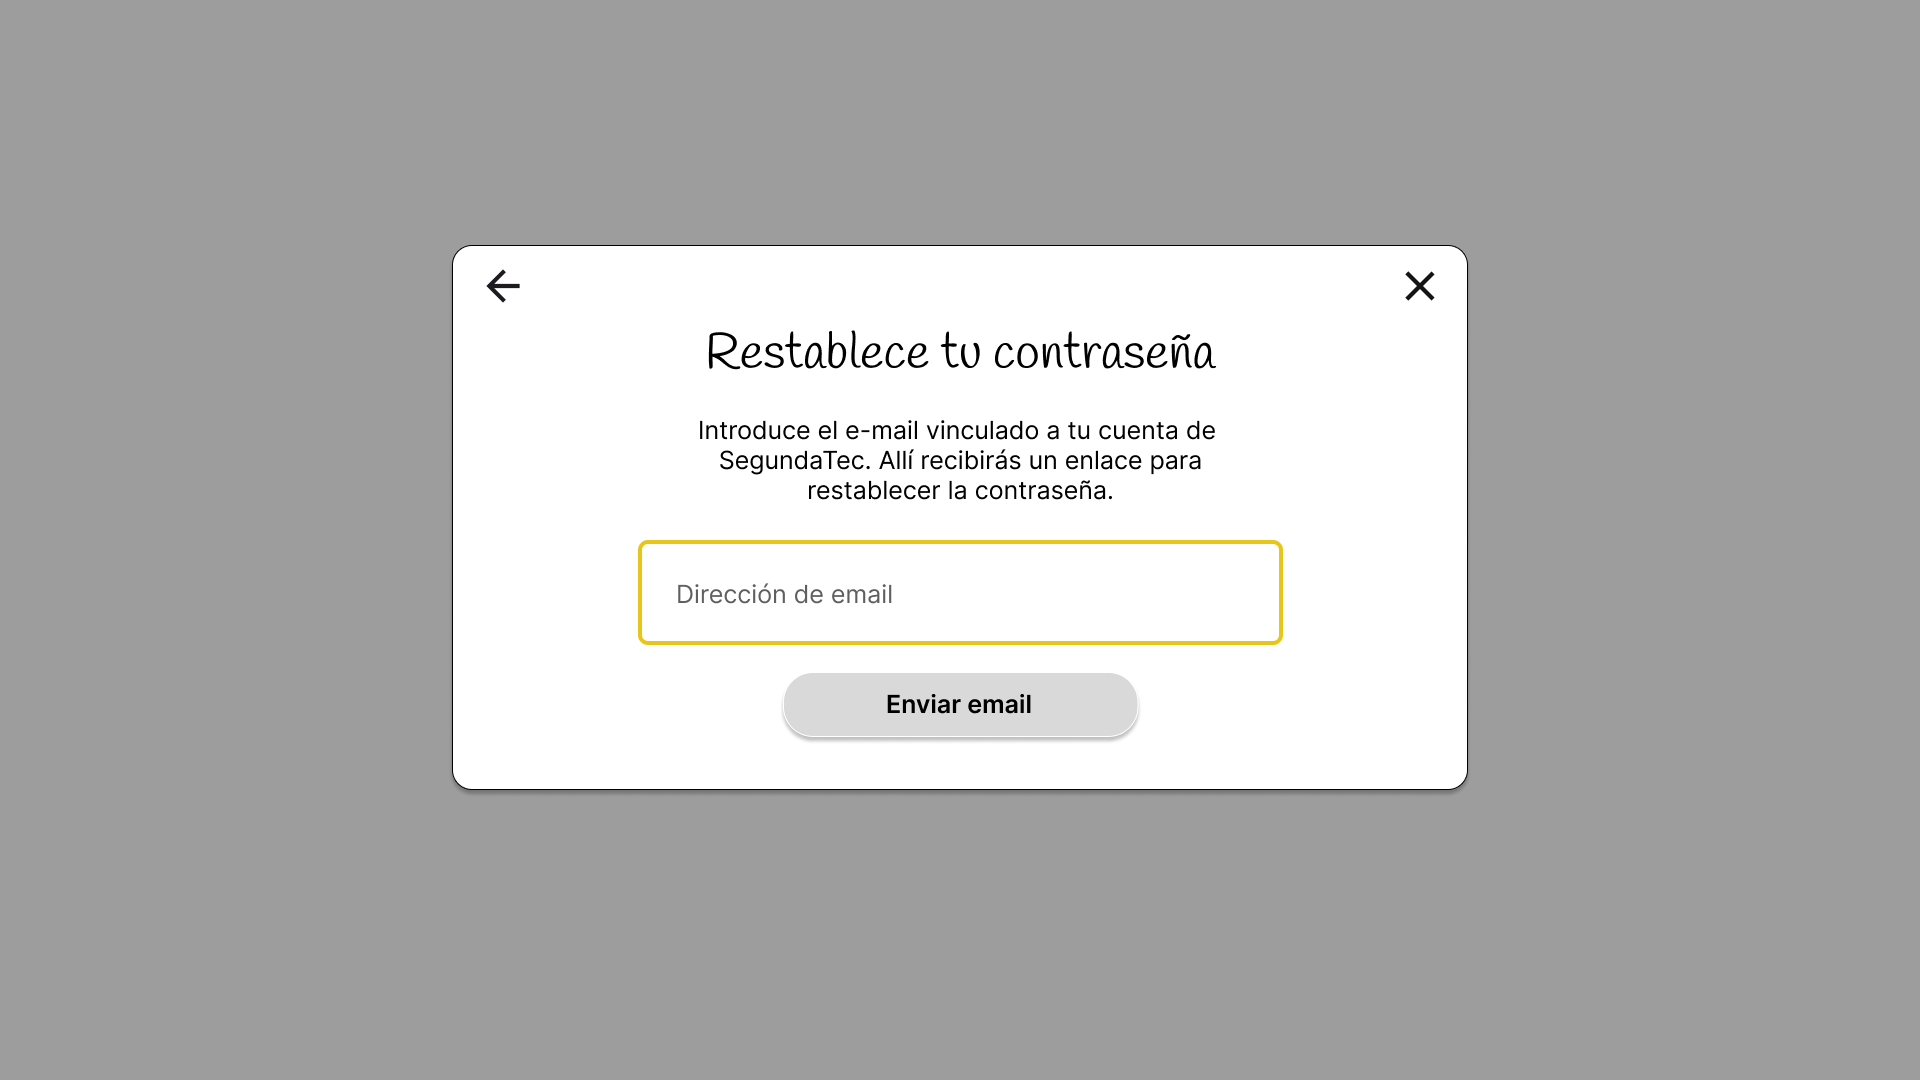 Restablece tu contraseña
Introduce el e-mail vinculado a tu cuenta de
SegundaTec. Allí recibirás un enlace para
restablecer la contraseña.
Dirección de email
Enviar email